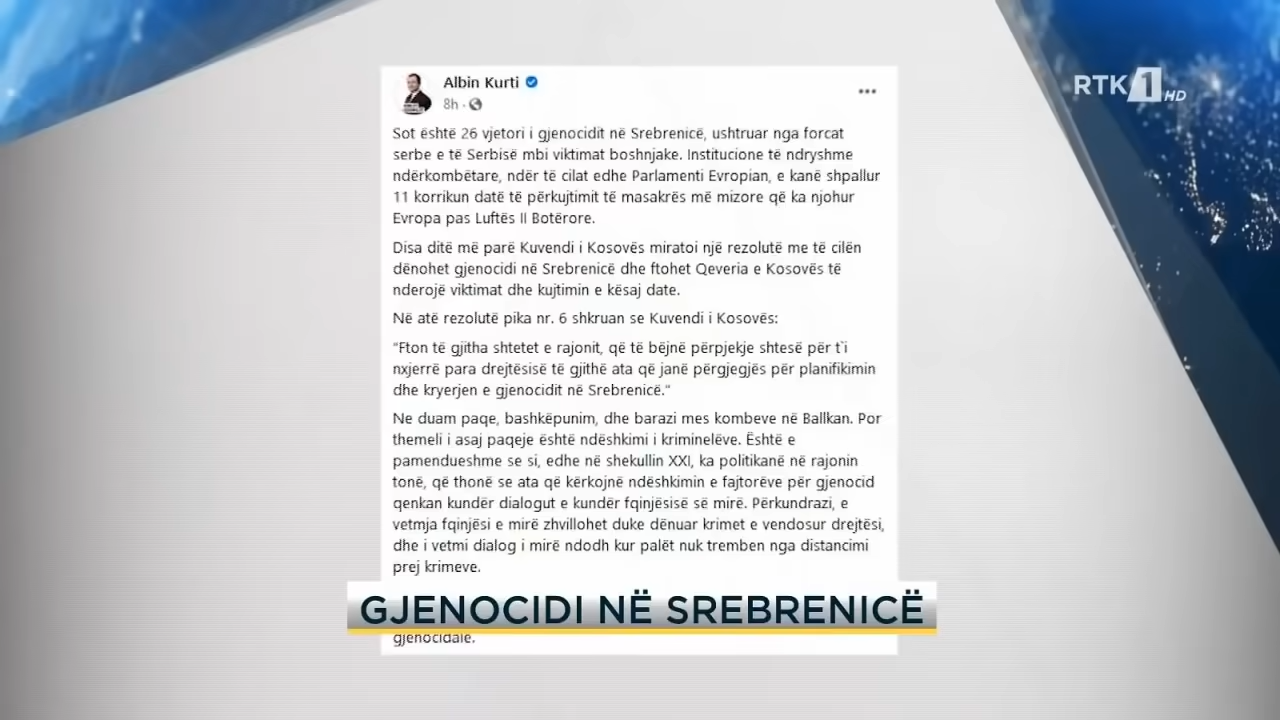 Albin Kurti
8h
RTK 1 HD
Sot është 26 vjetori i gjenocidit në Srebrenicë, ushtruar nga forcat
serbe e të Serbisë mbi viktimat boshnjake. Institucione të ndryshme
ndërkombëtare, ndër të cilat edhe Parlamenti Evropian, e kanë shpallur
11 korrikun datë të përkujtimit të masakrës më mizore që ka njohur
Evropa pas Luftës II Botërore.
Disa ditë më parë Kuvendi i Kosovës miratoi një rezolutë me të cilën
dënohet gjenocidi në Srebrenicë dhe ftohet Qeveria e Kosovës të
nderojë viktimat dhe kujtimin e kësaj date.
Në atë rezolutë pika nr. 6 shkruan se Kuvendi i Kosovës:
"Fton të gjitha shtetet e rajonit, që të bëjnë përpjekje shtesë për t`i
nxjerrë para drejtësisë të gjithë ata që janë përgjegjës për planifikimin
dhe kryerjen e gjenocidit në Srebrenicë."
Ne duam paqe, bashkëpunim, dhe barazi mes kombeve në Ballkan. Por
themeli i asaj paqeje është ndëshkimi i kriminelëve. Është e
pamendueshme se si, edhe në shekullin XXI, ka politikanë në rajonin
tonë, që thonë se ata që kërkojnë ndëshkimin e fajtorëve për gjenocid
qenkan kundër dialogut e kundër fqinjësisë së mirë. Përkundrazi, e
vetmja fqinjësi e mirë zhvillohet duke dënuar krimet e vendosur drejtësi,
dhe i vetmi dialog i mirë ndodh kur palët nuk tremben nga distancimi
prej krimeve.
GJENOCIDI NË SREBRENICË
gjenocidale.